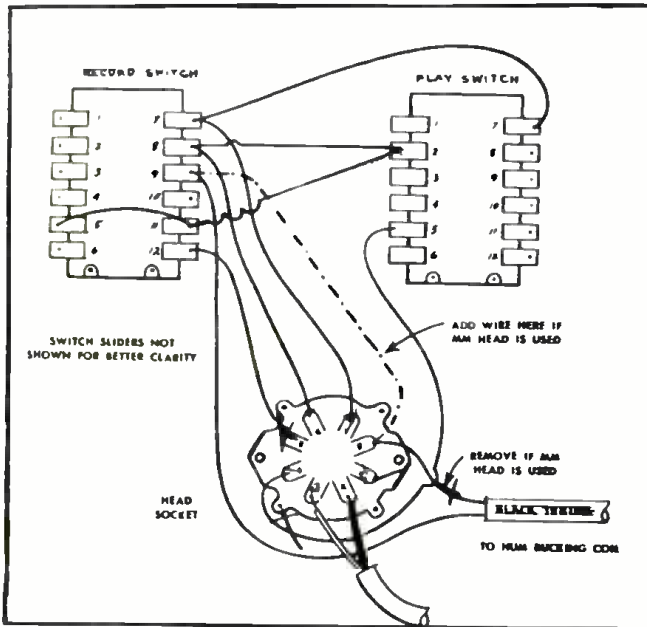 RECORD SWITCH
PLAY SWITCH
1 7
2 8
3 9
4 10
5 11
6 12
1 7
2 8
3 9
4 10
5 11
6 12
ADD WIRE HERE IF
MM HEAD IS USED
SWITCH SLIDERS NOT
SHOWN FOR BETTER CLARITY
REMOVE IF MM
HEAD IS USED
HEAD
SOCKET
BLACK
TO HUM BUCKING COIL